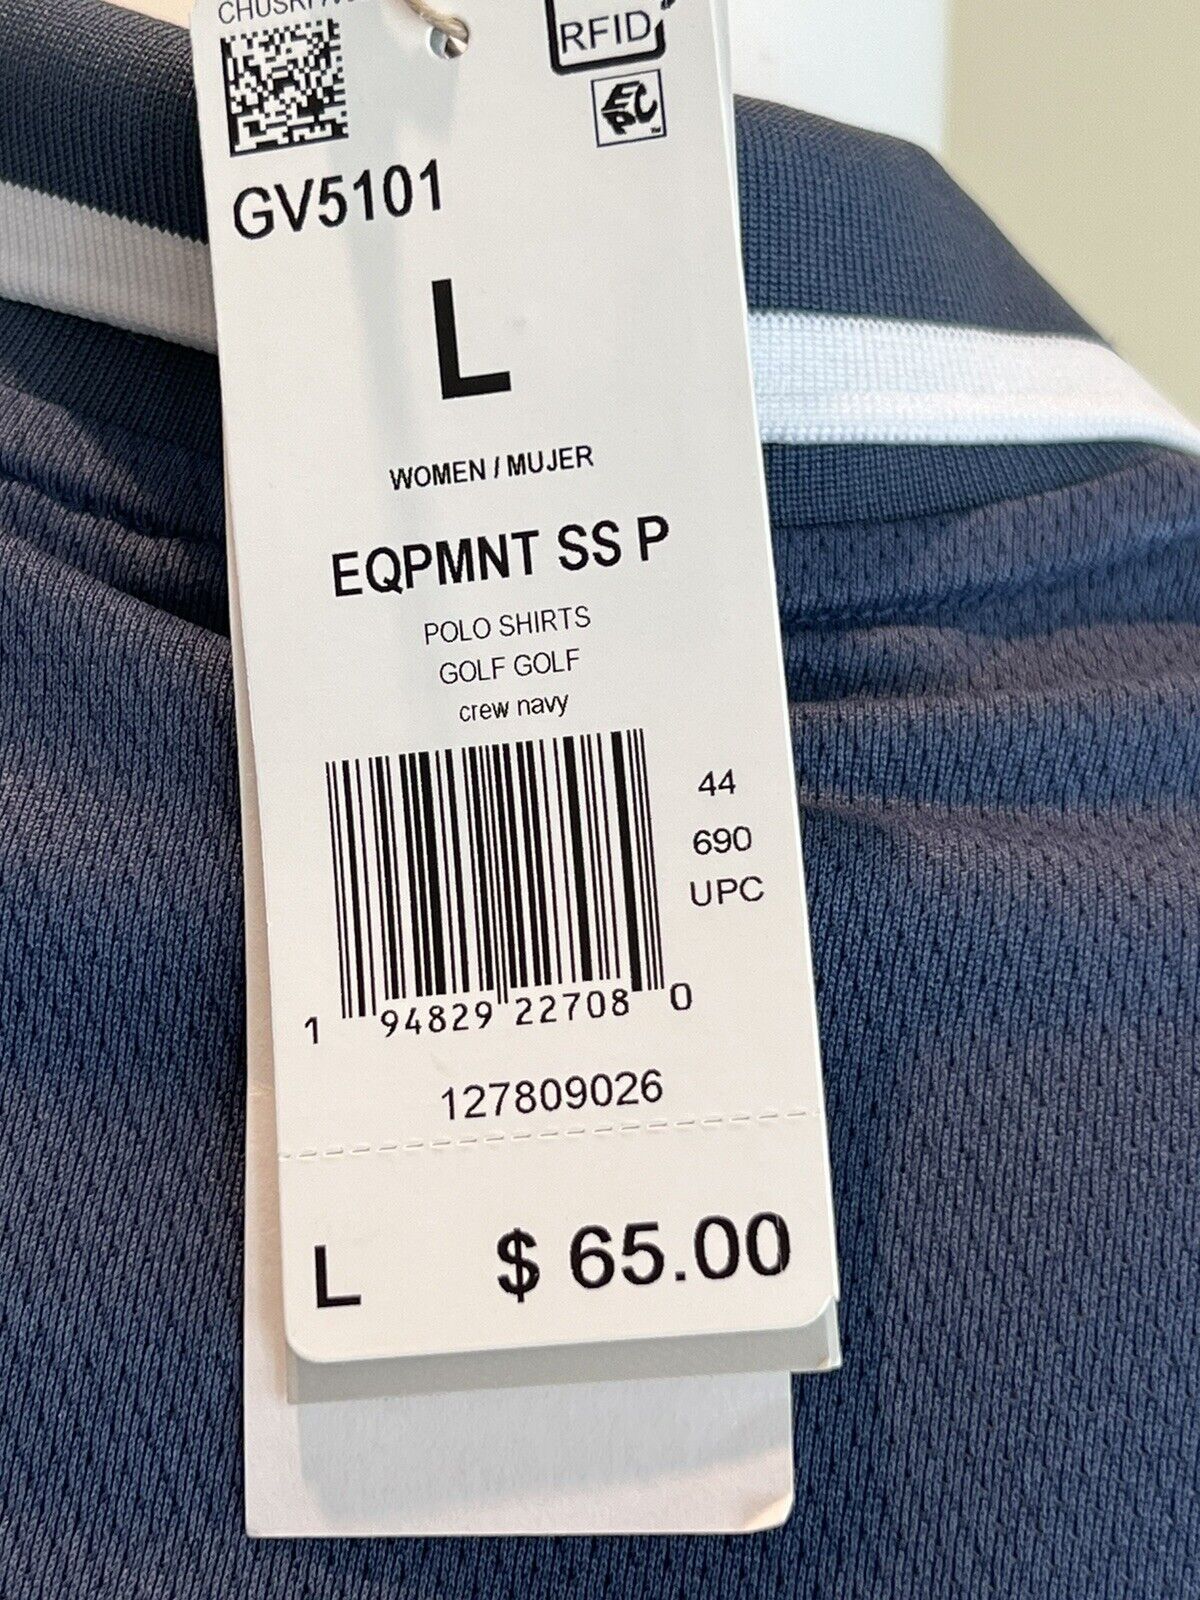 RFID
EPC
GV5101
L
WOMEN / MUJER
EQPMNT SS P
POLO SHIRTS
GOLF GOLF
crew navy
44
690
UPC
1 94829 22708 0
127809026
L $ 65.00